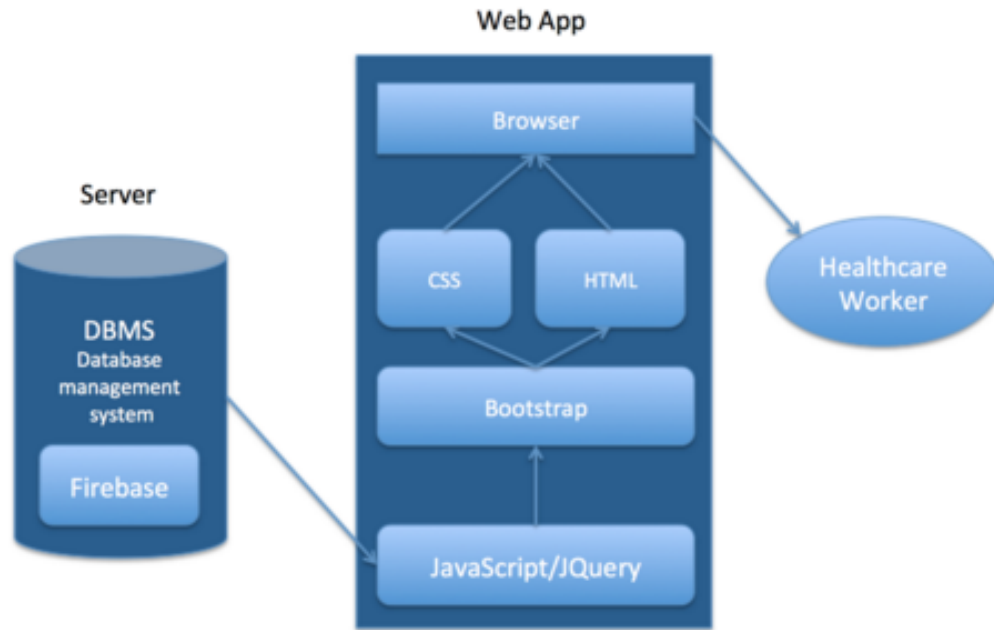 Web App
Browser
Server
CSS
HTML
Healthcare
Worker
DBMS
Database
management
system
Bootstrap
Firebase
JavaScript/JQuery